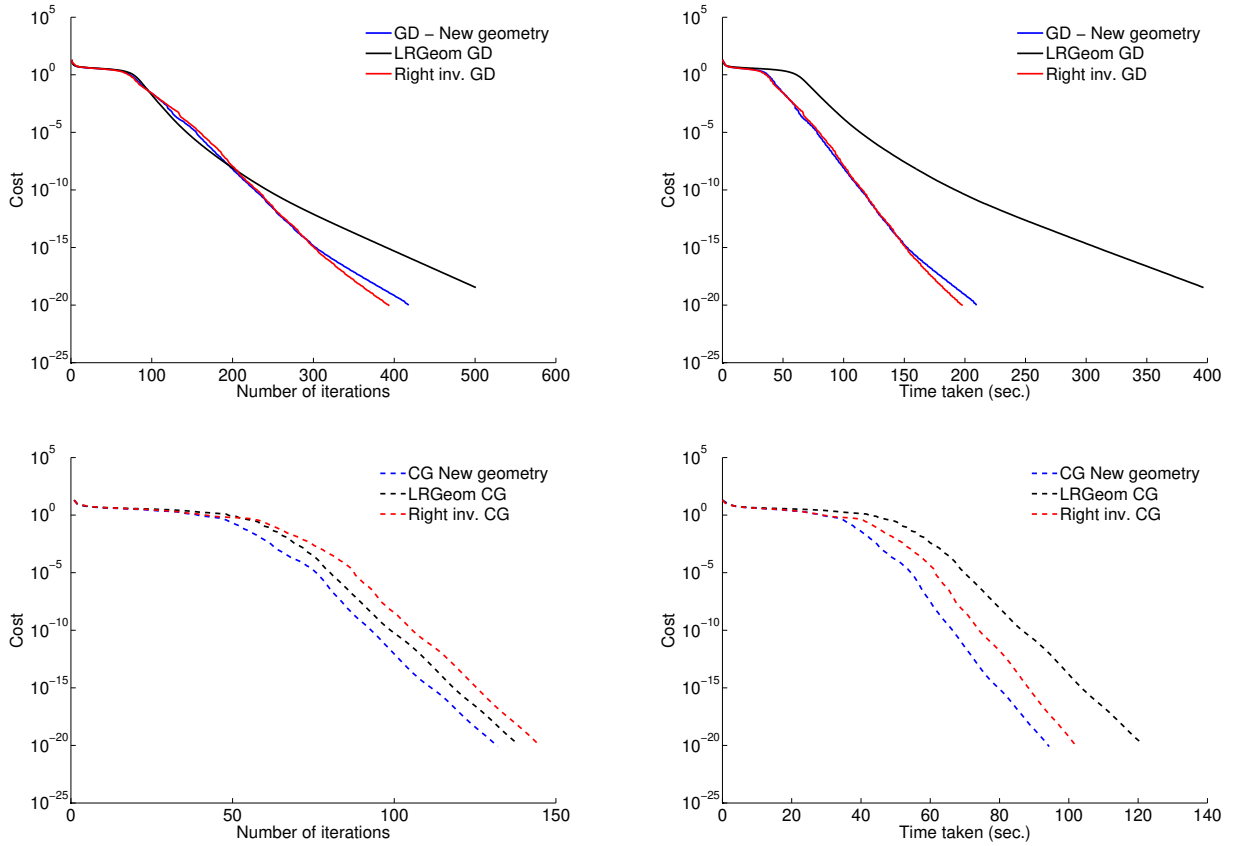 10^5
10^0
10^−5
10^−10
10^−15
10^−20
10^−25
Cost
0
100
200
300
400
500
600
Number of iterations
GD − New geometry
LRGeom GD
Right inv. GD
10^5
10^0
10^−5
10^−10
10^−15
10^−20
10^−25
Cost
0
50
100
150
200
250
300
350
400
Time taken (sec.)
GD − New geometry
LRGeom GD
Right inv. GD
10^5
10^0
10^−5
10^−10
10^−15
10^−20
10^−25
Cost
0
50
100
150
Number of iterations
CG New geometry
LRGeom CG
Right inv. CG
10^5
10^0
10^−5
10^−10
10^−15
10^−20
10^−25
Cost
0
20
40
60
80
100
120
140
Time taken (sec.)
CG New geometry
LRGeom CG
Right inv. CG